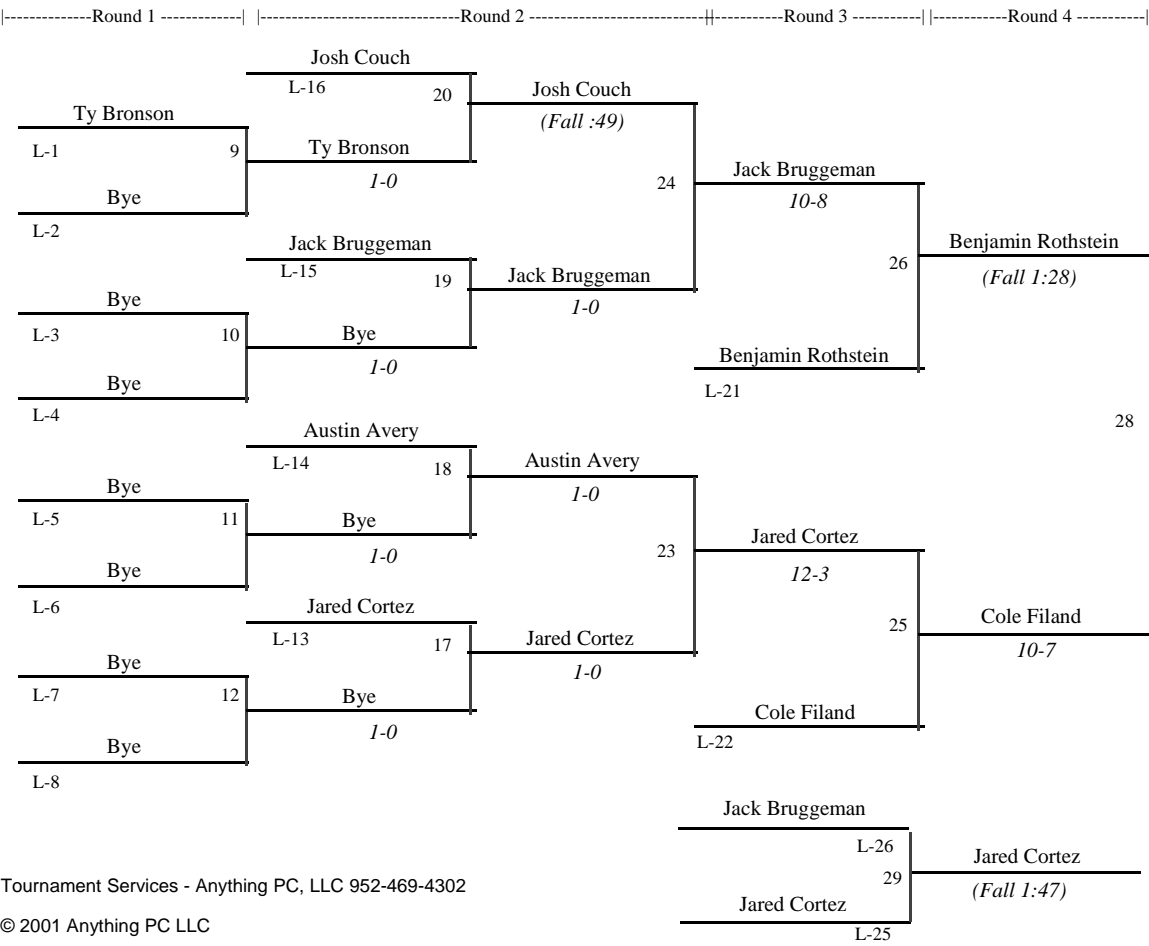 |---------------Round 1 --------------| |-----------------------------------Round 2 -------------------------------||-------------Round 3 ------------| |-------------Round 4 ------------|
Josh Couch
L-16
20
Josh Couch
(Fall :49)
Ty Bronson
L-1
9
Ty Bronson
1-0
Bye
L-2
24
Jack Bruggeman
10-8
Jack Bruggeman
L-15
19
Jack Bruggeman
1-0
Bye
L-3
10
Bye
1-0
Bye
L-4
26
Benjamin Rothstein
(Fall 1:28)
Benjamin Rothstein
L-21
28
Austin Avery
L-14
18
Austin Avery
1-0
Bye
L-5
11
Bye
1-0
Bye
L-6
23
Jared Cortez
12-3
Jared Cortez
L-13
17
Jared Cortez
1-0
Bye
L-7
12
Bye
1-0
Bye
L-8
25
Cole Filand
10-7
Cole Filand
L-22
Jack Bruggeman
L-26
29
Jared Cortez
(Fall 1:47)
Jared Cortez
L-25
Tournament Services - Anything PC, LLC 952-469-4302
© 2001 Anything PC LLC